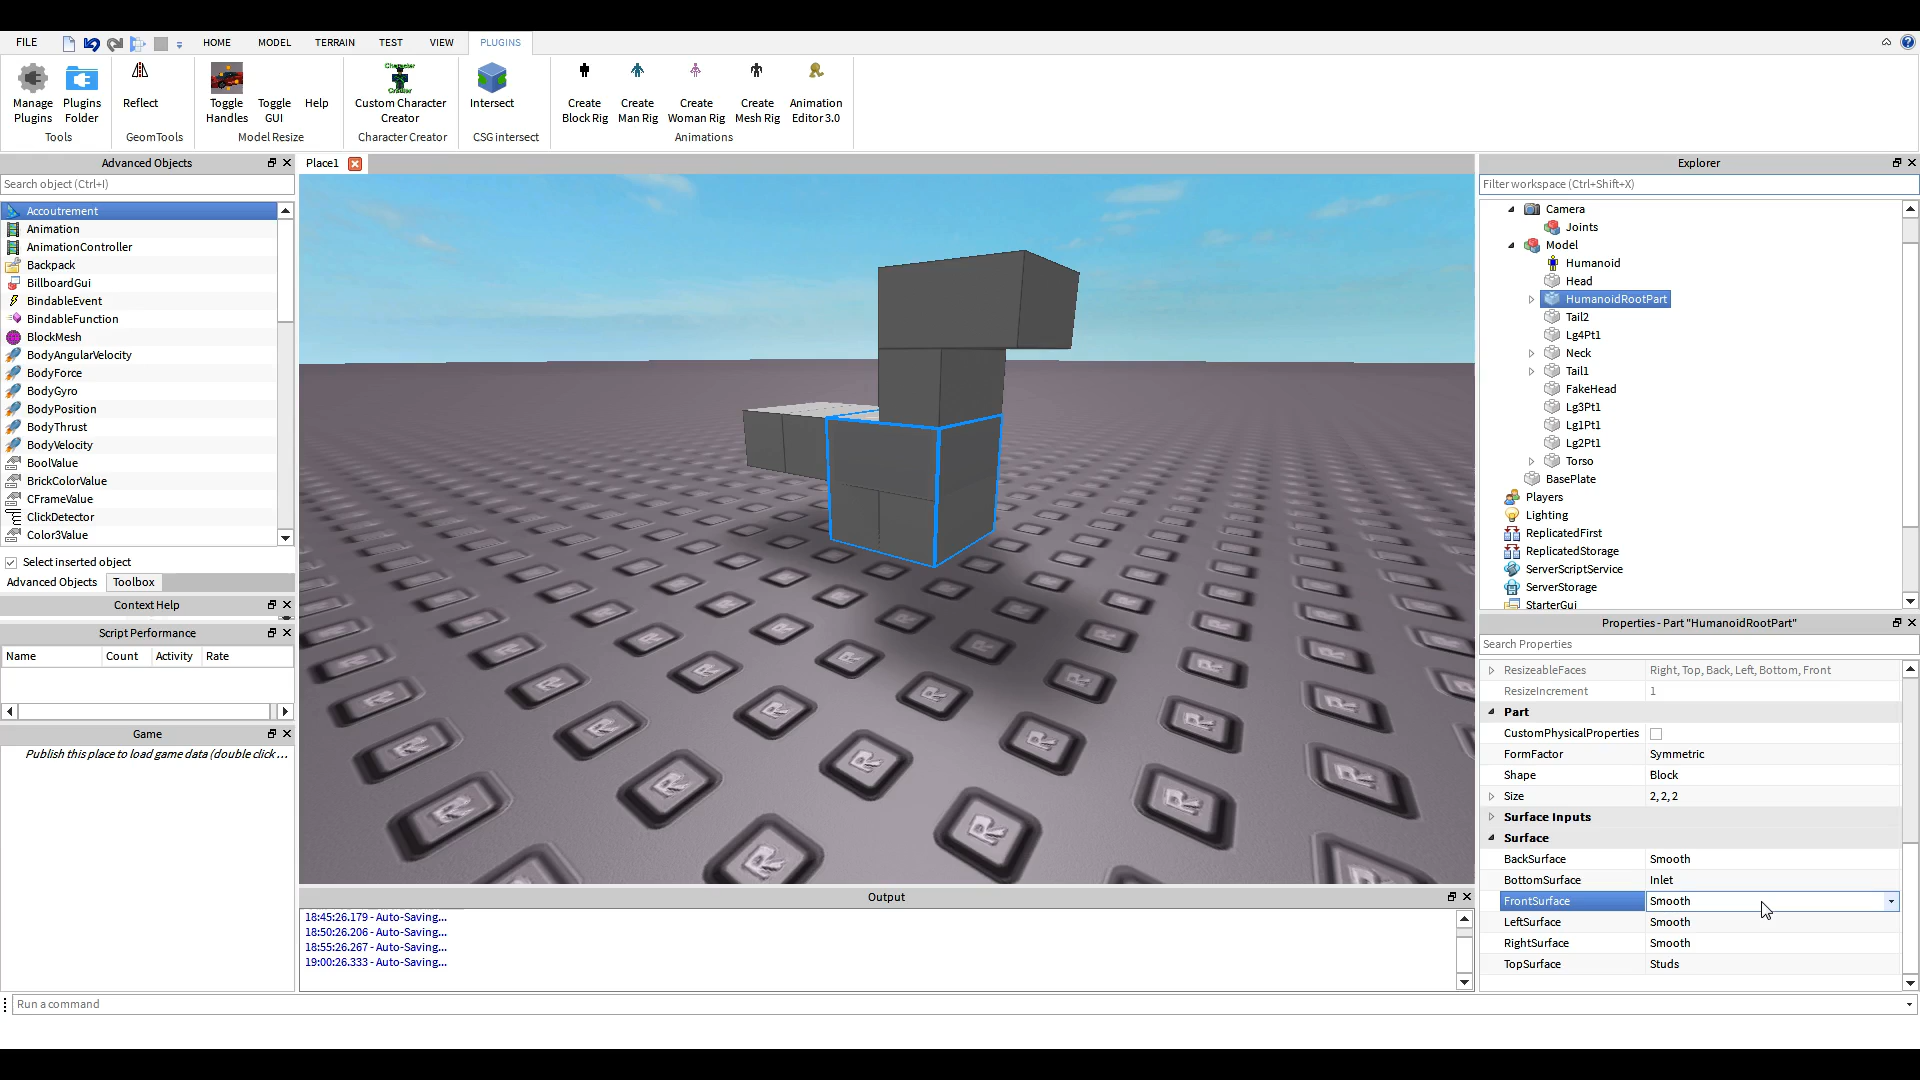 FILE HOME MODEL TERRAIN TEST VIEW PLUGINS
Manage Plugins Reflect Toggle Toggle Help Custom Character Intersect Create Create Create Create Animation
Plugins Folder Handles GUI Creator Block Rig Man Rig Woman Rig Mesh Rig Editor 3.0
Tools GeomTools Model Resize Character Creator CSG intersect Animations
Advanced Objects
Search object (Ctrl+I)
Accoutrement
Animation
AnimationController
Backpack
BillboardGui
BindableEvent
BindableFunction
BlockMesh
BodyAngularVelocity
BodyForce
BodyGyro
BodyPosition
BodyThrust
BodyVelocity
BoolValue
BrickColorValue
CFrameValue
ClickDetector
Color3Value
Select inserted object
Advanced Objects Toolbox
Context Help
Script Performance
Name Count Activity Rate
Game
Publish this place to load game data (double click ...
Place1
Output
18:45:26.179 - Auto-Saving...
18:50:26.206 - Auto-Saving...
18:55:26.267 - Auto-Saving...
19:00:26.333 - Auto-Saving...
Run a command
Explorer
Filter workspace (Ctrl+Shift+X)
Camera
Joints
Model
Humanoid
Head
HumanoidRootPart
Tail2
Lg4Pt1
Neck
Tail1
FakeHead
Lg3Pt1
Lg1Pt1
Lg2Pt1
Torso
BasePlate
Players
Lighting
ReplicatedFirst
ReplicatedStorage
ServerScriptService
ServerStorage
StarterGui
Properties - Part "HumanoidRootPart"
Search Properties
ResizeableFaces Right, Top, Back, Left, Bottom, Front
ResizeIncrement 1
Part
CustomPhysicalProperties
FormFactor Symmetric
Shape Block
Size 2, 2, 2
Surface Inputs
Surface
BackSurface Smooth
BottomSurface Inlet
FrontSurface Smooth
LeftSurface Smooth
RightSurface Smooth
TopSurface Studs